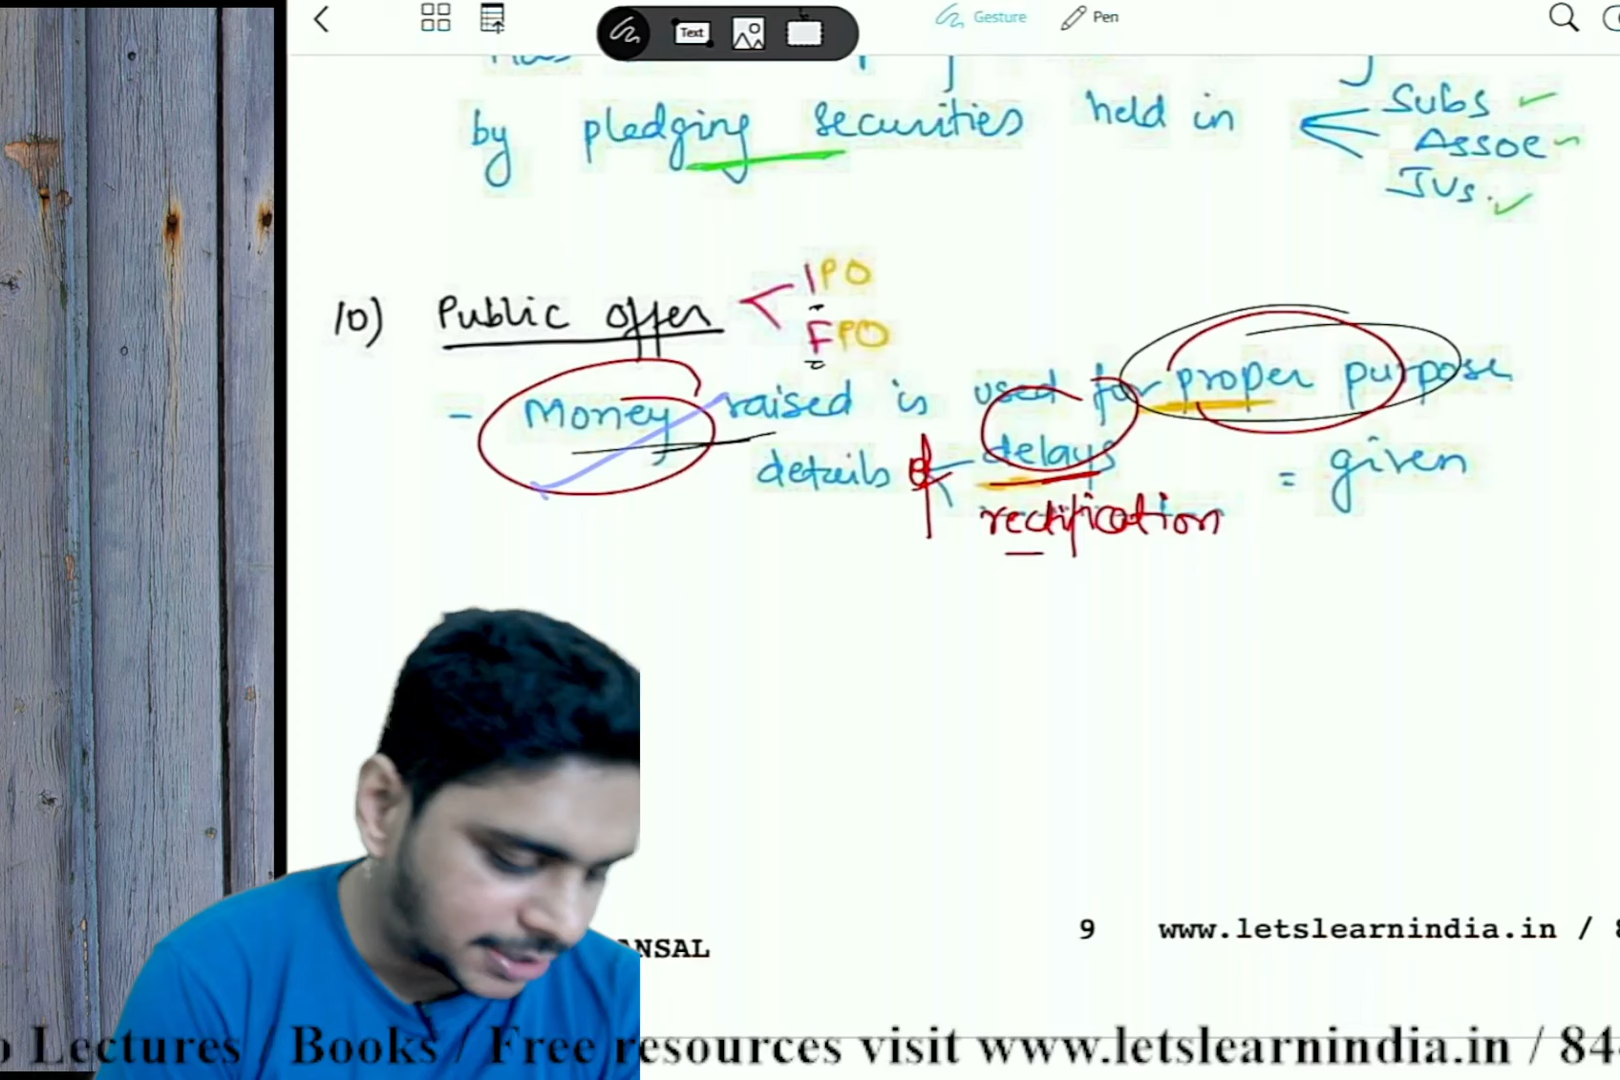 Text Gesture Pen
by pledging securities held in Subs
Assoc
JVs.
10) Public offer IPO
FPO
- Money raised is used for proper purpose
details of delays = given
rectification
ANSAL 9 www.letslearnindia.in /
Lectures / Books / Free resources visit www.letslearnindia.in / 84